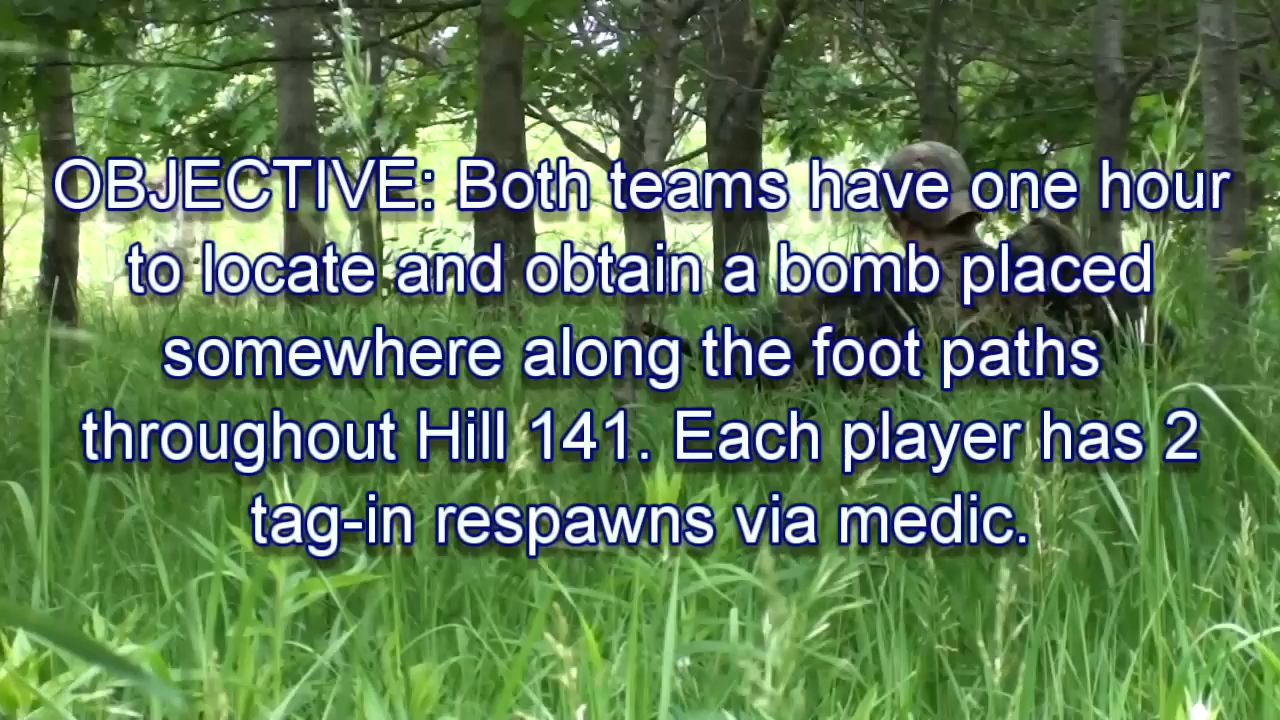 OBJECTIVE: Both teams have one hour
to locate and obtain a bomb placed
somewhere along the foot paths
throughout Hill 141. Each player has 2
tag-in respawns via medic.